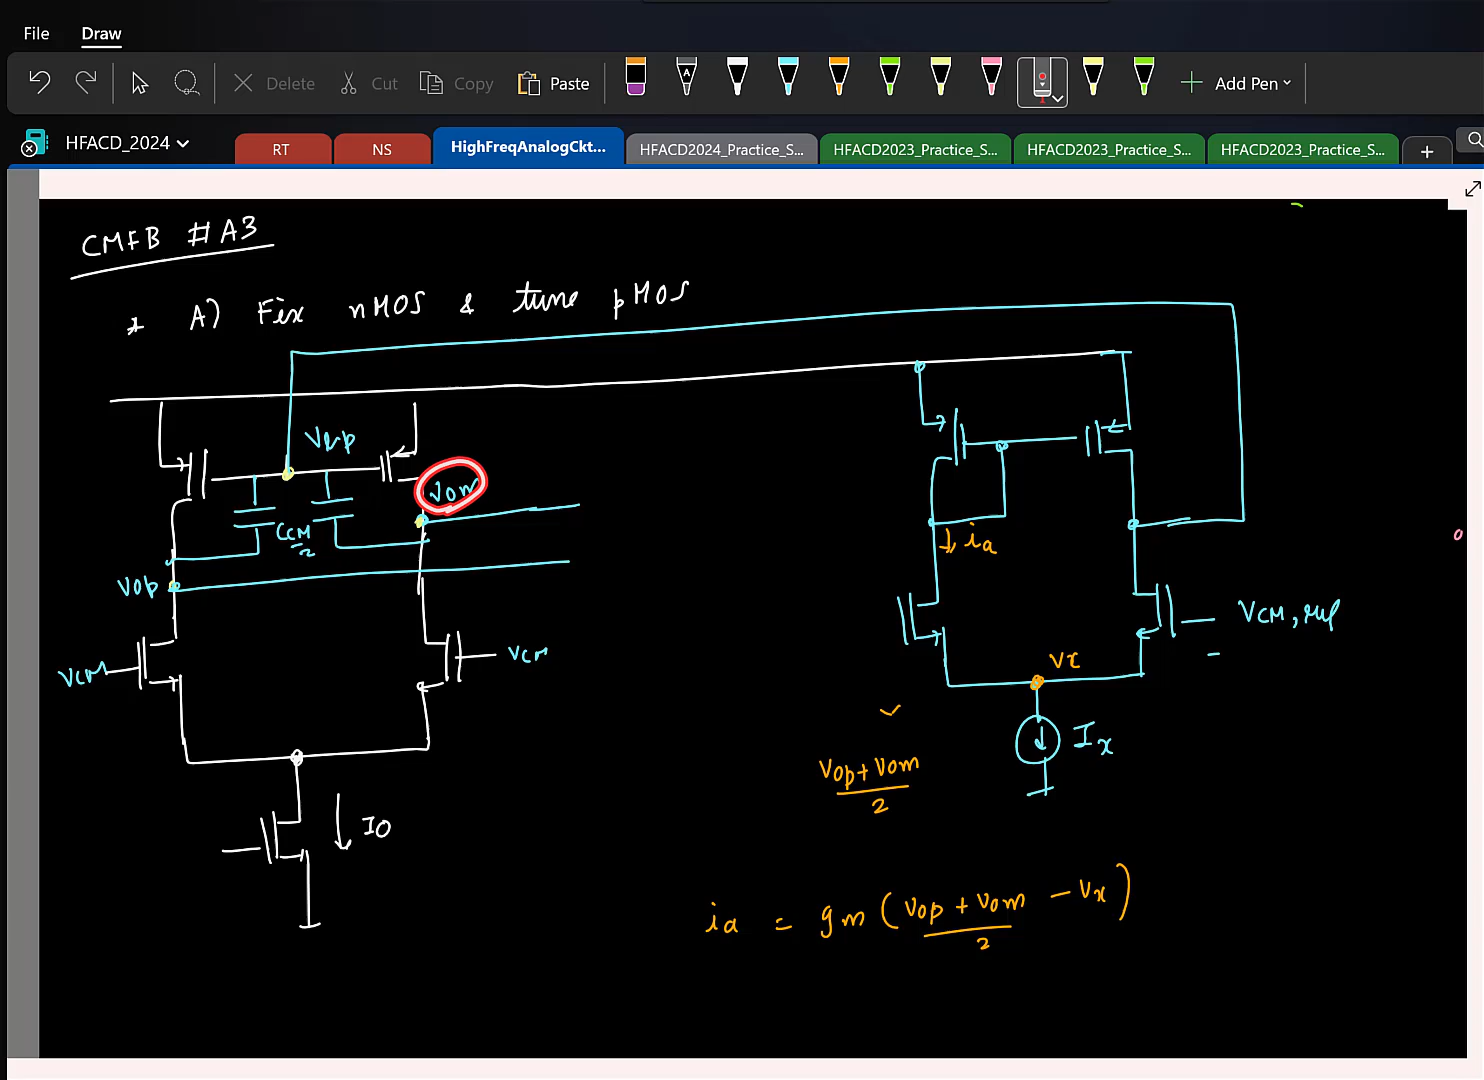 File Draw
Delete Cut Copy Paste A Add Pen
HFACD_2024 RT NS HighFreqAnalogCkt... HFACD2024_Practice_S... HFACD2023_Practice_S... HFACD2023_Practice_S... HFACD2023_Practice_S... +
CMFB #A3
* A) Fix nMOS & tune pMOS
Vbp
Vom
CCM
2
ia
Vop
VCM, ref
VCM
VCM
Vx
Ix
Vop + Vom
2
IO
ia = gm ( Vop + Vom - Vx )
2